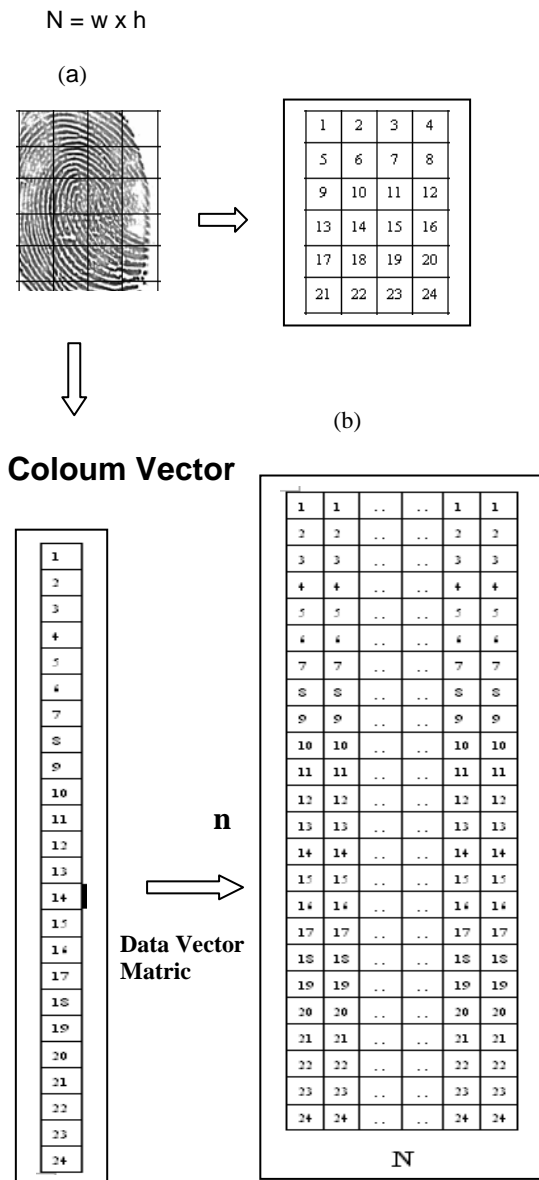 N = w x h
(a)
1 2 3 4
5 6 7 8
9 10 11 12
13 14 15 16
17 18 19 20
21 22 23 24
(b)
Coloum Vector
1
2
3
4
5
6
7
8
9
10
11
12
13
14
15
16
17
18
19
20
21
22
23
24
n
Data Vector
Matric
1 1 .. .. 1 1
2 2 .. .. 2 2
3 3 .. .. 3 3
4 4 .. .. 4 4
5 5 .. .. 5 5
6 6 .. .. 6 6
7 7 .. .. 7 7
8 8 .. .. 8 8
9 9 .. .. 9 9
10 10 .. .. 10 10
11 11 .. .. 11 11
12 12 .. .. 12 12
13 13 .. .. 13 13
14 14 .. .. 14 14
15 15 .. .. 15 15
16 16 .. .. 16 16
17 17 .. .. 17 17
18 18 .. .. 18 18
19 19 .. .. 19 19
20 20 .. .. 20 20
21 21 .. .. 21 21
22 22 .. .. 22 22
23 23 .. .. 23 23
24 24 .. .. 24 24
N